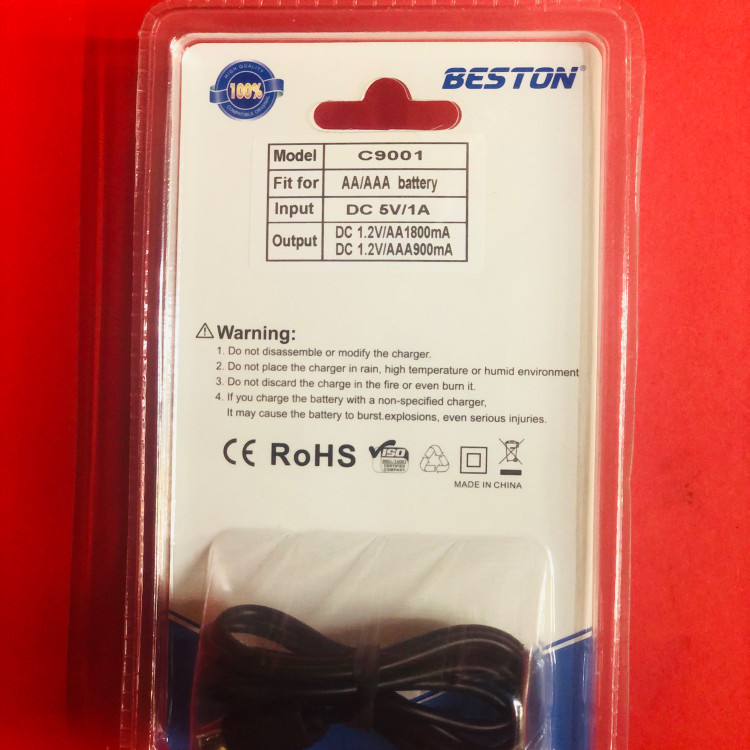 HIGH QUALITY
100%
BESTON®
Model C9001
Fit for AA/AAA battery
Input DC 5V/1A
Output DC 1.2V/AA1800mA
DC 1.2V/AAA900mA
Warning:
1. Do not disassemble or modify the charger.
2. Do not place the charger in rain, high temperature or humid environment
3. Do not discard the charge in the fire or even burn it.
4. If you charge the battery with a non-specified charger,
It may cause the battery to burst.explosions, even serious injuries.
CE RoHS ISO
CERTIFIED
COMPANY
MADE IN CHINA